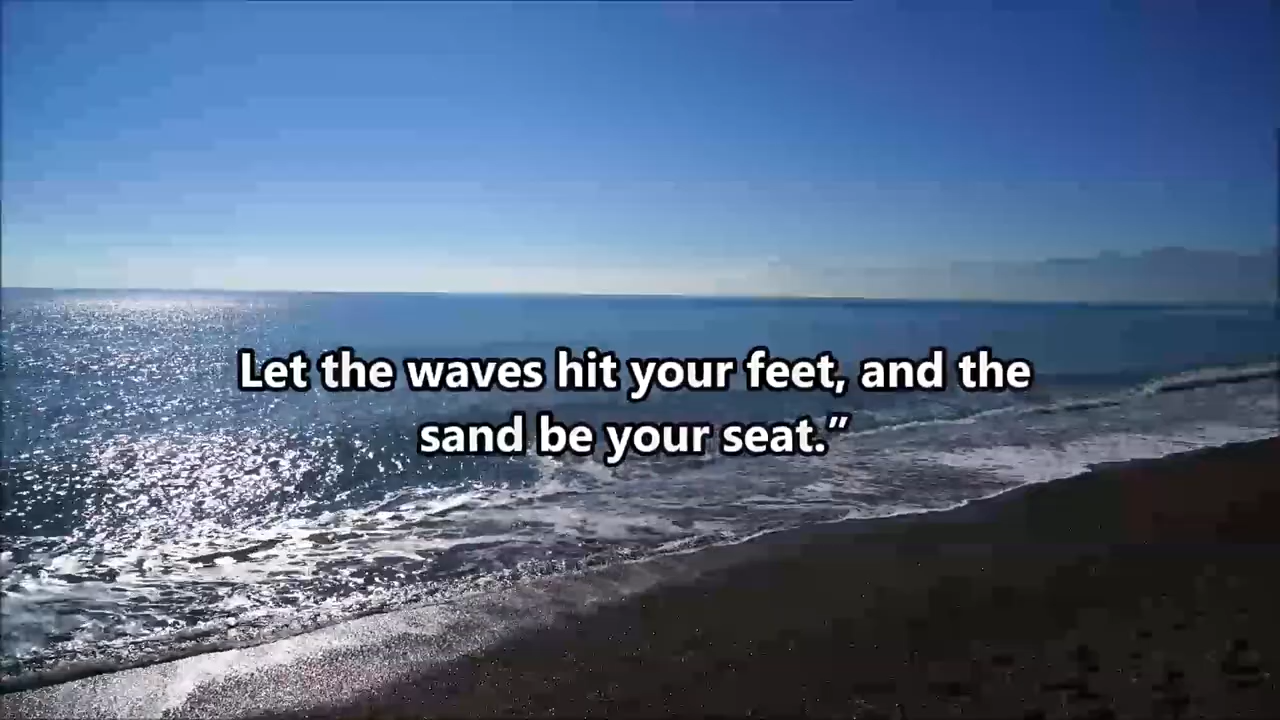 Let the waves hit your feet, and the
sand be your seat.”